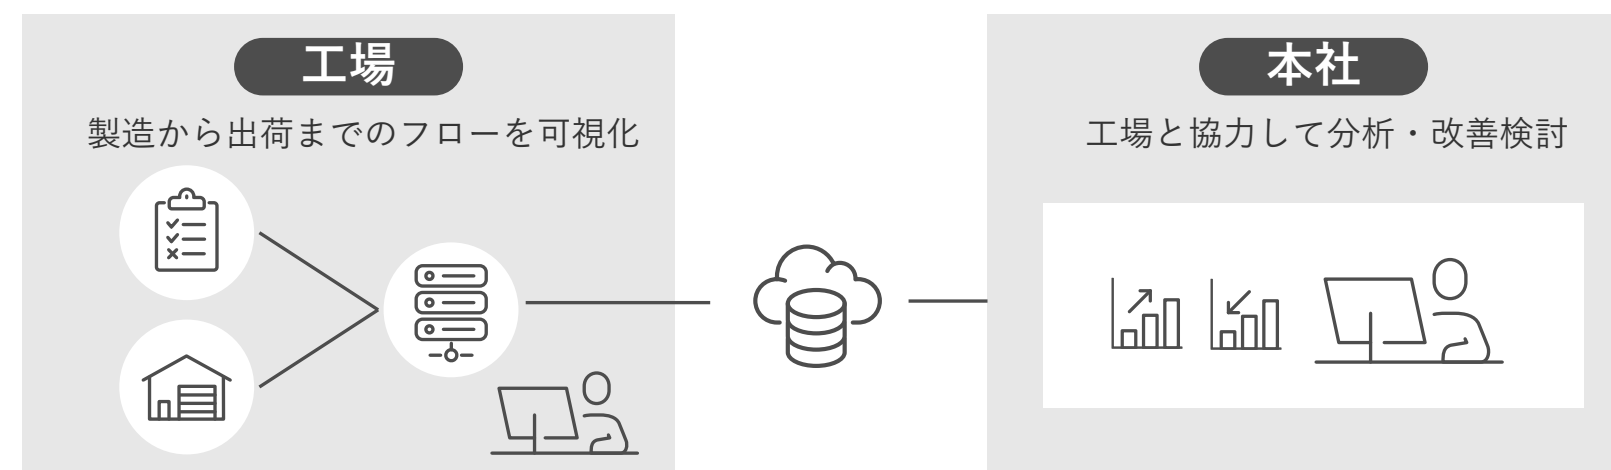 工場
製造から出荷までのフローを可視化
本社
工場と協力して分析・改善検討